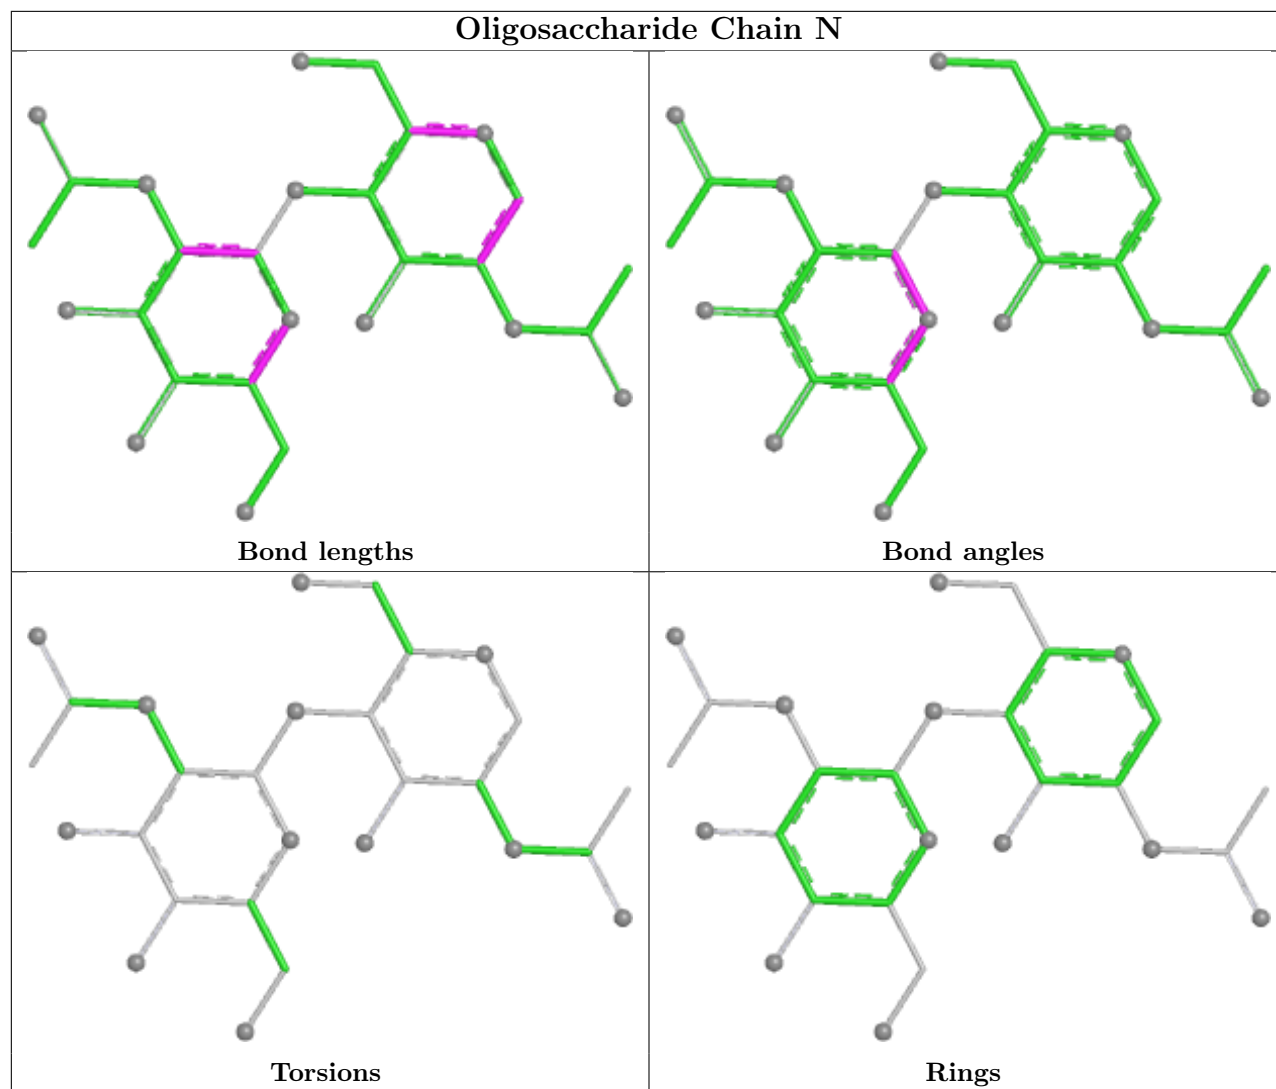 Oligosaccharide Chain N
Bond lengths
Bond angles
Torsions
Rings